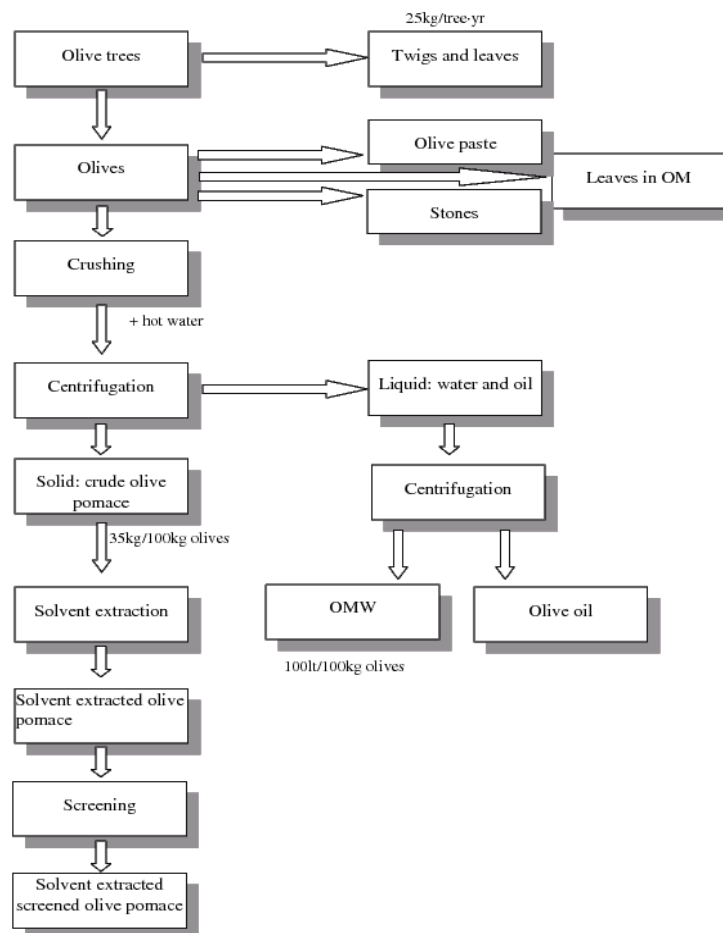 25kg/tree·yr
Olive trees
Twigs and leaves
Olive paste
Olives
Leaves in OM
Stones
Crushing
+ hot water
Centrifugation
Liquid: water and oil
Solid: crude olive
pomace
Centrifugation
35kg/100kg olives
Solvent extraction
OMW
Olive oil
100lt/100kg olives
Solvent extracted olive
pomace
Screening
Solvent extracted
screened olive pomace